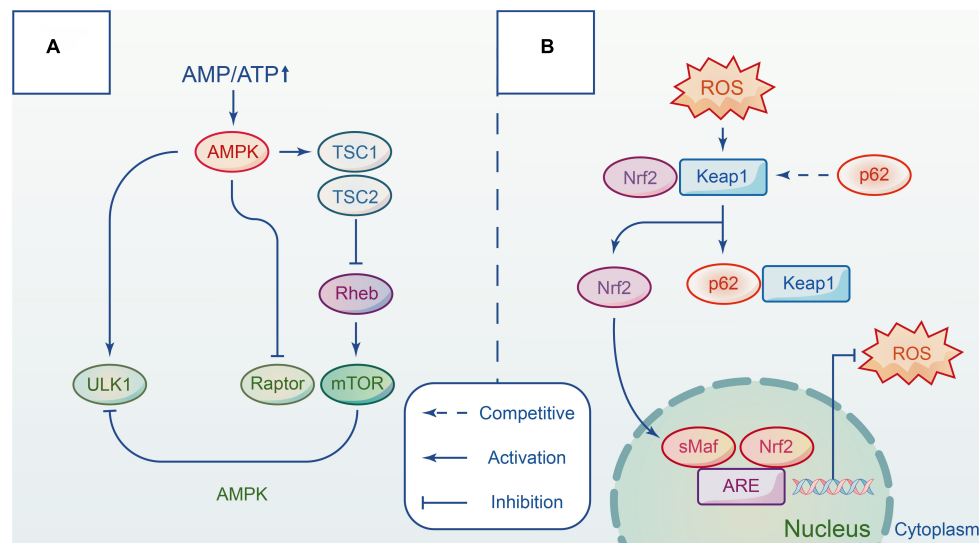 A
AMP/ATP↑
AMPK
TSC1
TSC2
Rheb
ULK1
Raptor
mTOR
AMPK
B
ROS
Nrf2
Keap1
p62
Nrf2
p62
Keap1
ROS
sMaf
Nrf2
ARE
Nucleus
Cytoplasm
Competitive
Activation
Inhibition